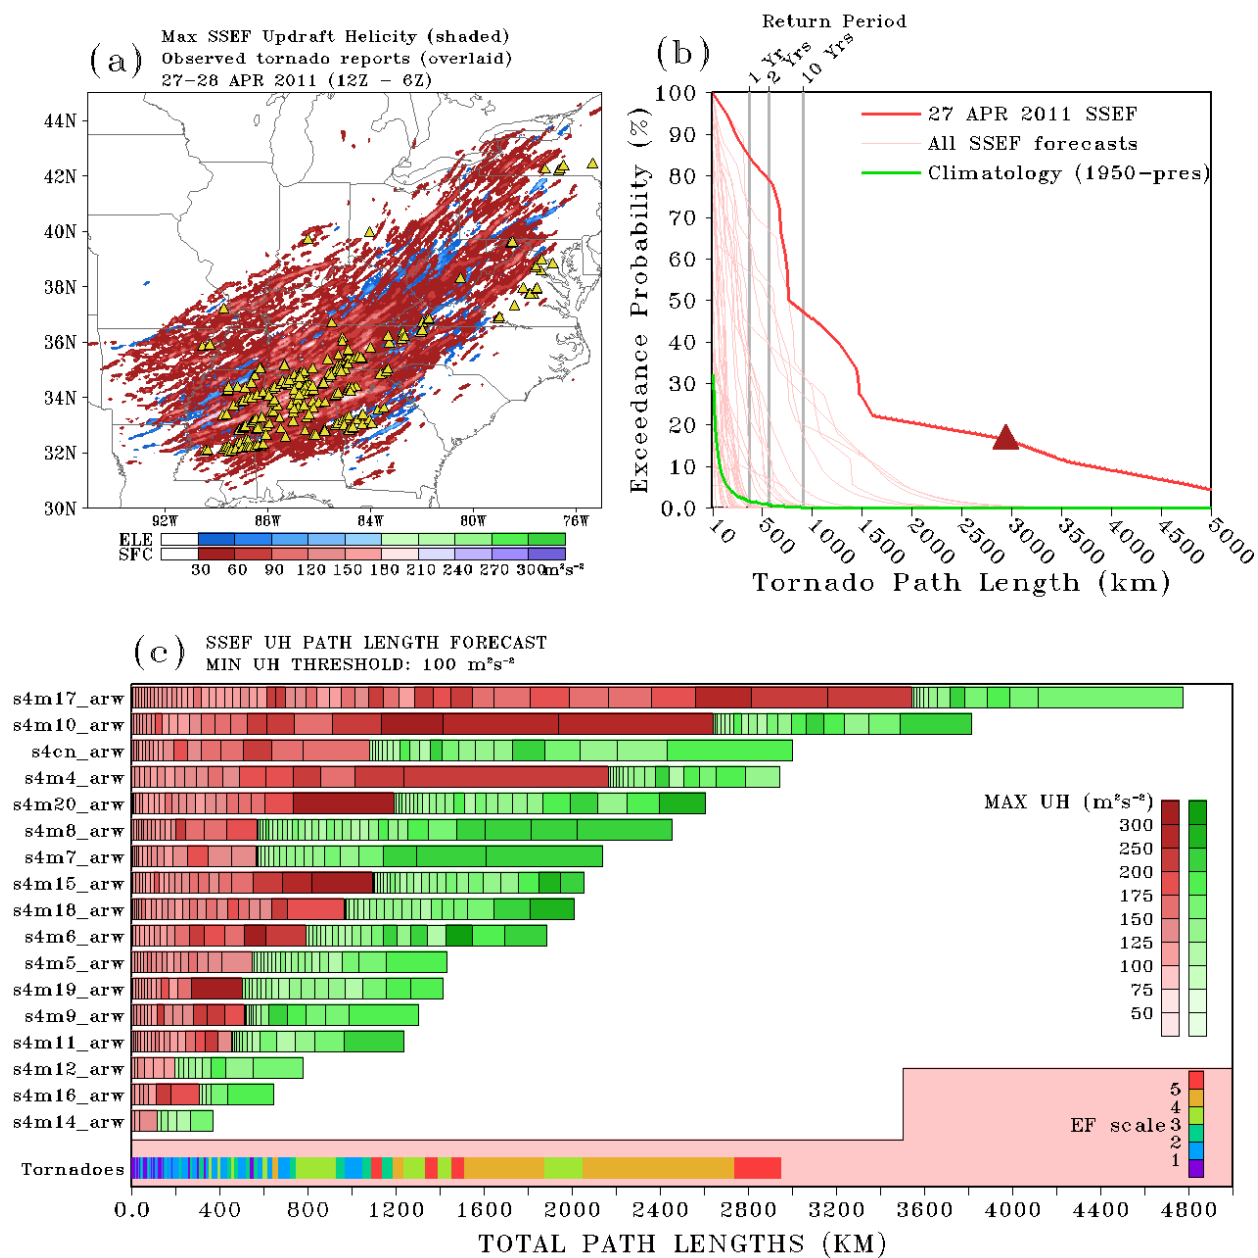 (a)
Max SSEF Updraft Helicity (shaded)
Observed tornado reports (overlaid)
27-28 APR 2011 (12Z - 6Z)
44N
42N
40N
38N
36N
34N
32N
30N
92W 88W 84W 80W 76W
ELE
SFC
30 60 90 120 150 180 210 240 270 300 m²s⁻²
(b)
Return Period
1 Yr
2 Yrs
10 Yrs
27 APR 2011 SSEF
All SSEF forecasts
Climatology (1950-pres)
Exceedance Probability (%)
100
90
80
70
60
50
40
30
20
10
0.0
10 500 1000 1500 2000 2500 3000 3500 4000 4500 5000
Tornado Path Length (km)
(c)
SSEF UH PATH LENGTH FORECAST
MIN UH THRESHOLD: 100 m²s⁻²
s4m17_arw
s4m10_arw
s4cn_arw
s4m4_arw
s4m20_arw
s4m8_arw
s4m7_arw
s4m15_arw
s4m18_arw
s4m6_arw
s4m5_arw
s4m19_arw
s4m9_arw
s4m11_arw
s4m12_arw
s4m16_arw
s4m14_arw
Tornadoes
MAX UH (m²s⁻²)
300
250
200
175
150
125
100
75
50
EF scale
5
4
3
2
1
0.0 400 800 1200 1600 2000 2400 2800 3200 3600 4000 4400 4800
TOTAL PATH LENGTHS (KM)